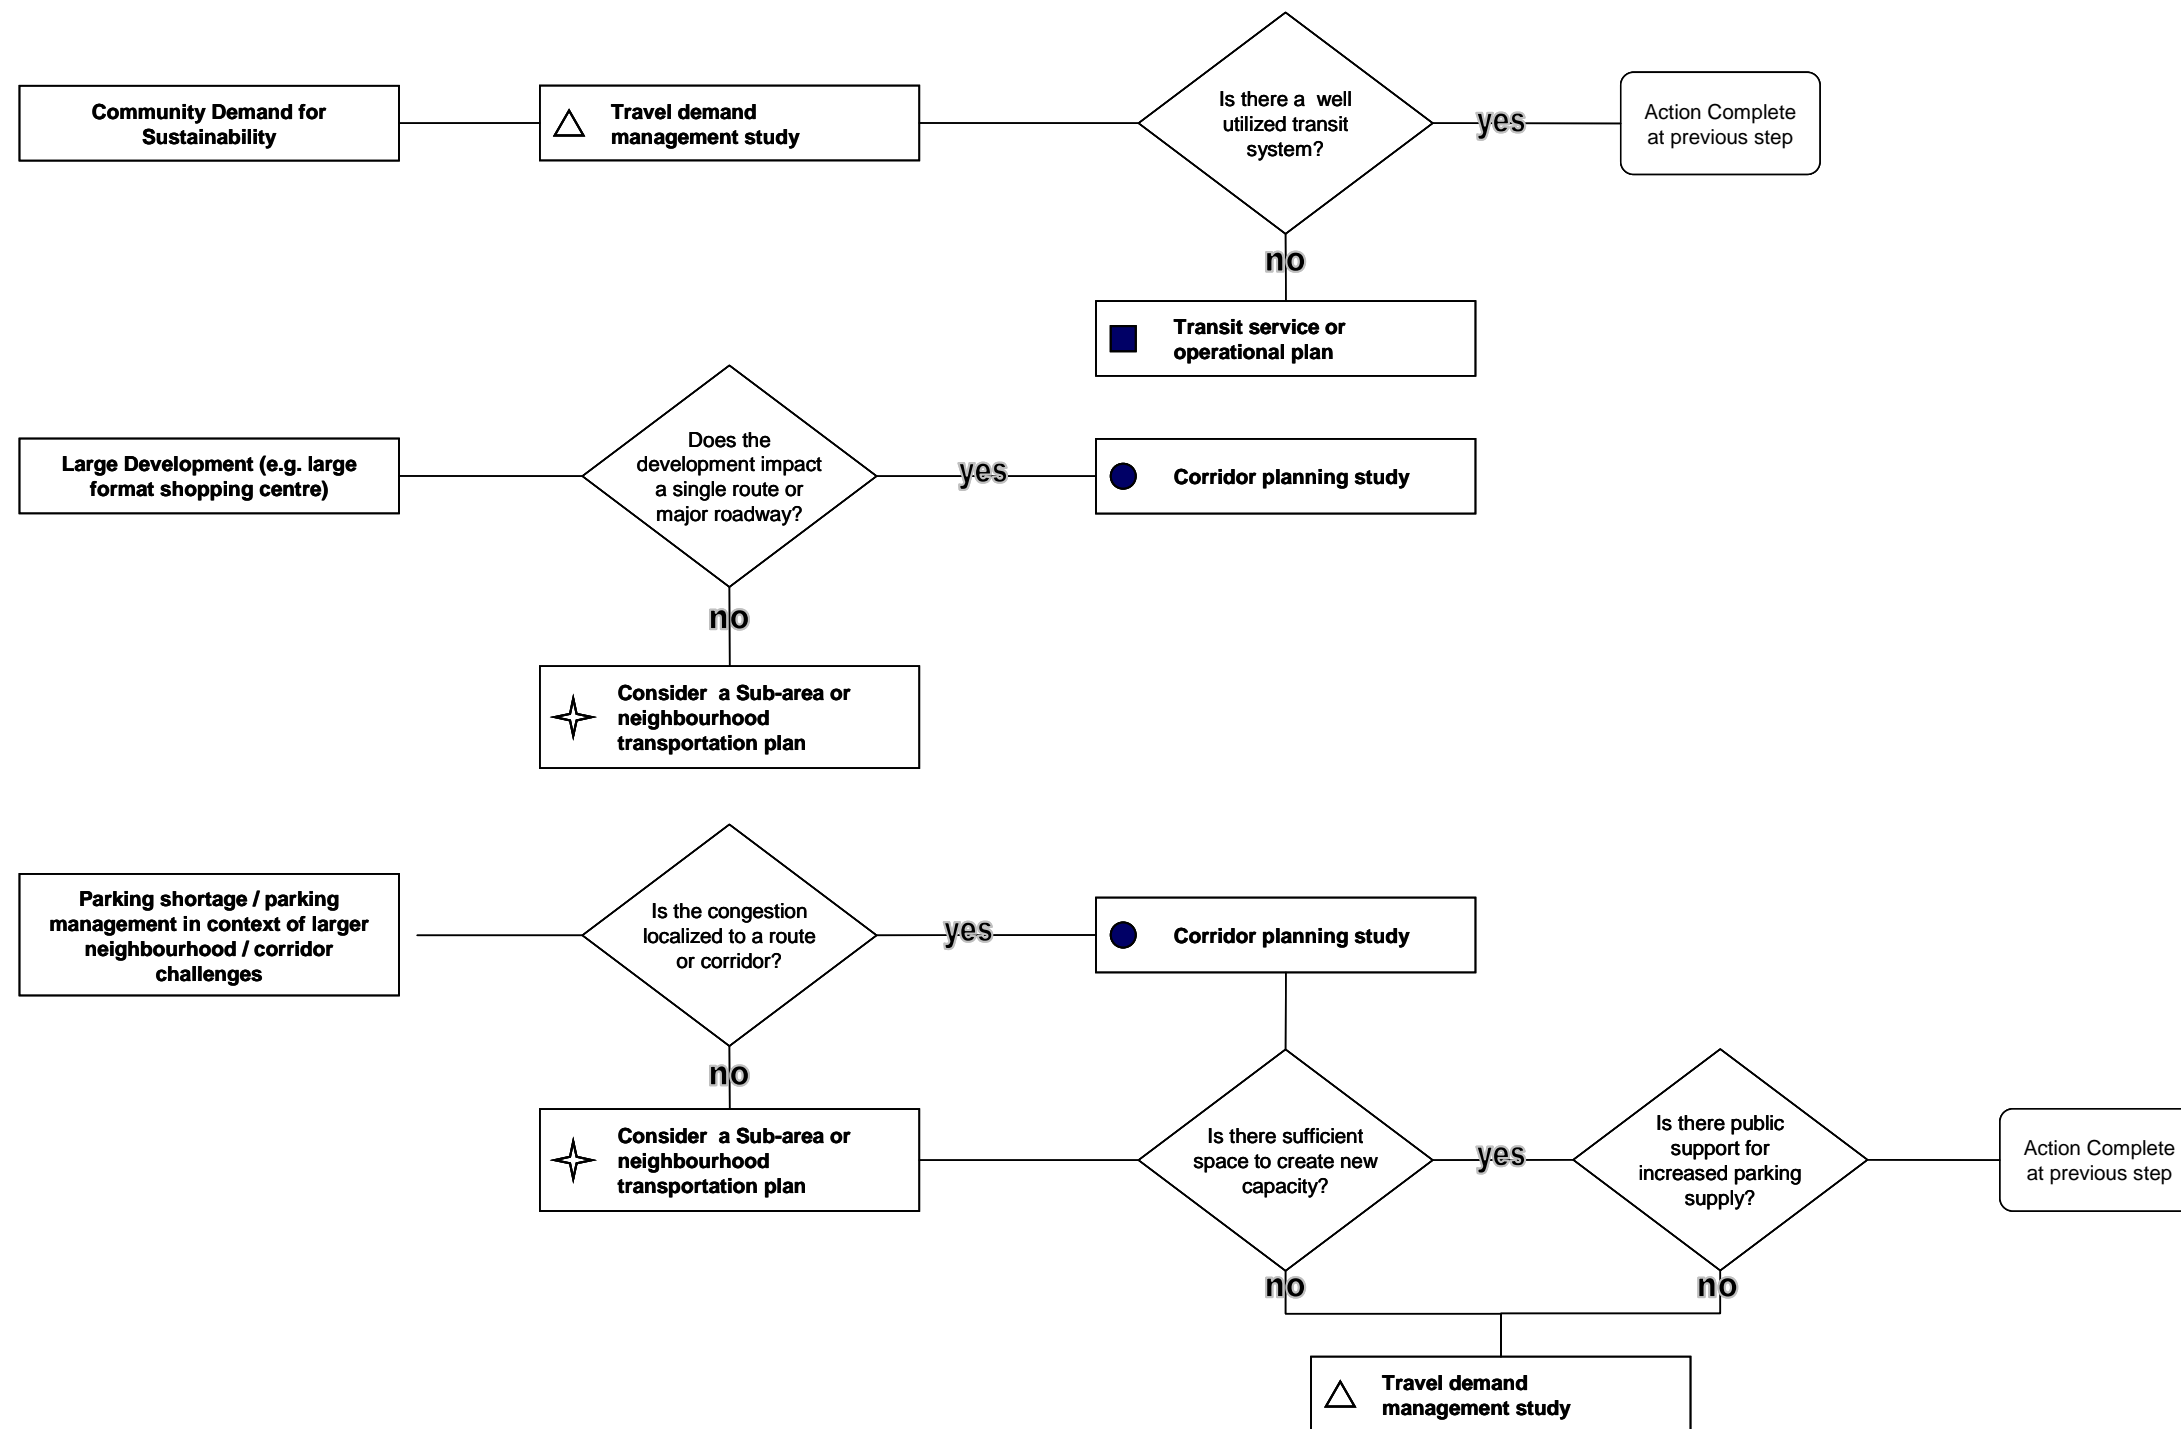 Community Demand for
Sustainability
Travel demand
management study
Is there a well
utilized transit
system?
yes
Action Complete
at previous step
no
Transit service or
operational plan
Large Development (e.g. large
format shopping centre)
Does the
development impact
a single route or
major roadway?
yes
Corridor planning study
no
Consider a Sub-area or
neighbourhood
transportation plan
Parking shortage / parking
management in context of larger
neighbourhood / corridor
challenges
Is the congestion
localized to a route
or corridor?
yes
Corridor planning study
no
Consider a Sub-area or
neighbourhood
transportation plan
Is there sufficient
space to create new
capacity?
yes
Is there public
support for
increased parking
supply?
Action Complete
at previous step
no
no
Travel demand
management study